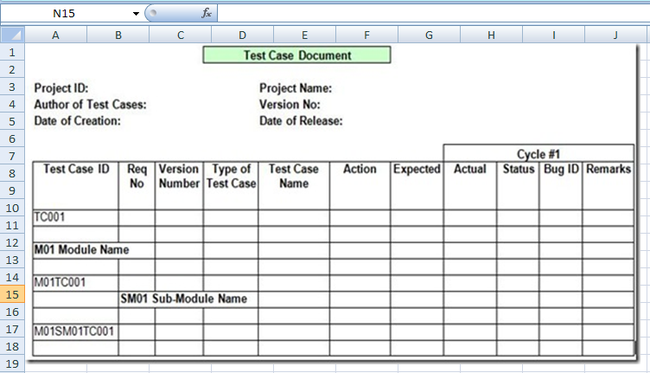 N15 fx
A B C D E F G H I J
1 Test Case Document
2
3 Project ID: Project Name:
4 Author of Test Cases: Version No:
5 Date of Creation: Date of Release:
6
7 Cycle #1
8 Test Case ID Req Version Type of Test Case Action Expected Actual Status Bug ID Remarks
9 No Number Test Case Name
10 TC001
11
12 M01 Module Name
13
14 M01TC001
15 SM01 Sub-Module Name
16
17 M01SM01TC001
18
19